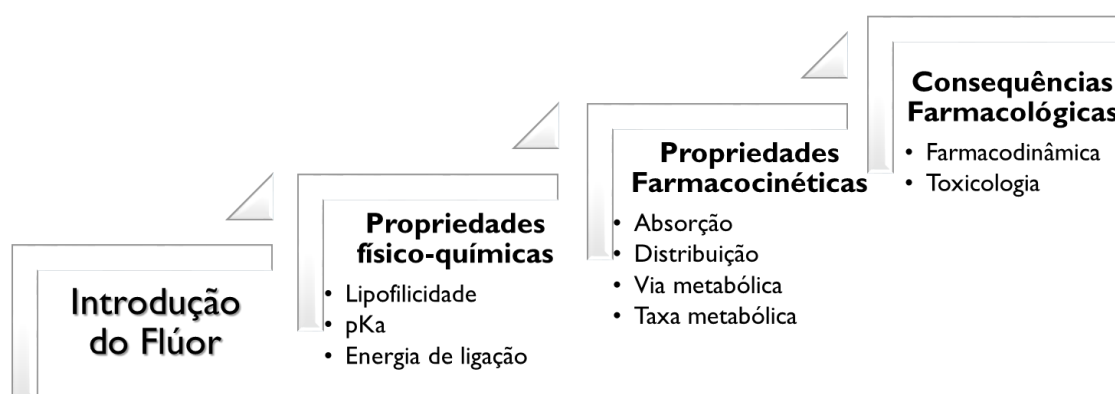 Introdução
do Flúor
Propriedades
físico-químicas
• Lipofilicidade
• pKa
• Energia de ligação
Propriedades
Farmacocinéticas
• Absorção
• Distribuição
• Via metabólica
• Taxa metabólica
Consequências
Farmacológicas
• Farmacodinâmica
• Toxicologia